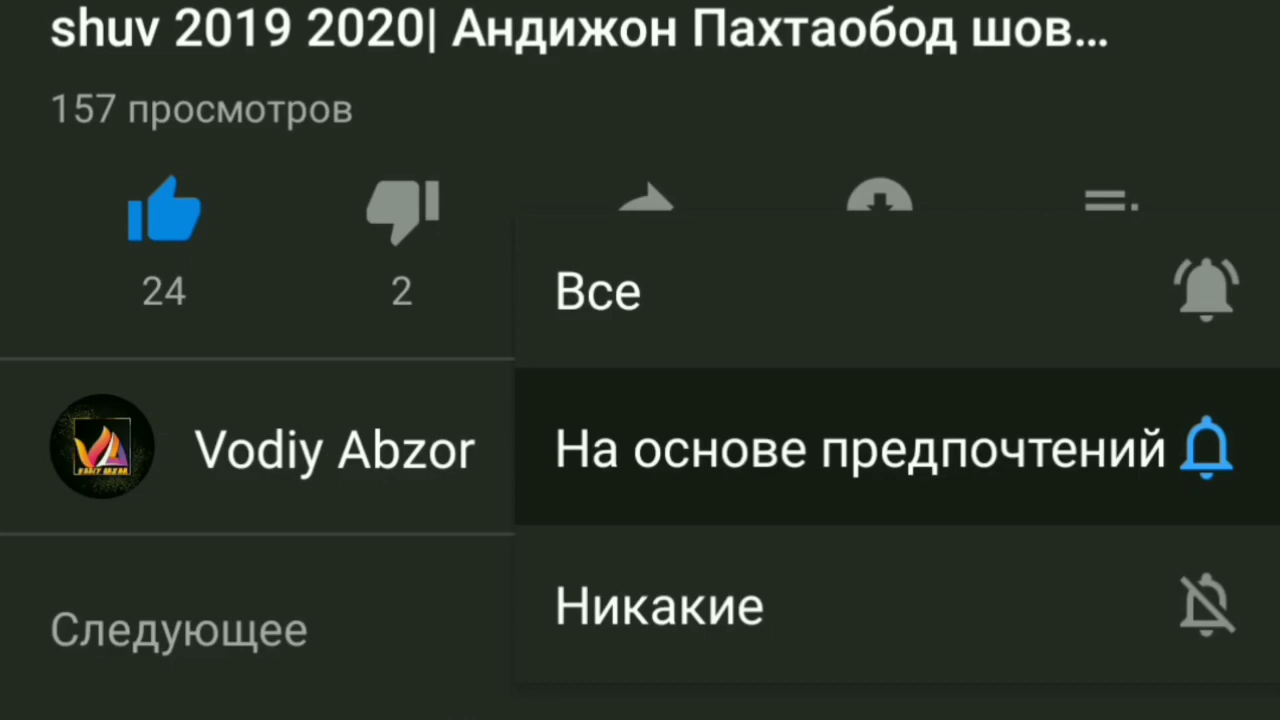 shuv 2019 2020| Андижон Пахтаобод шов...
157 просмотров
24
2
Все
Vodiy Abzor
На основе предпочтений
Никакие
Следующее